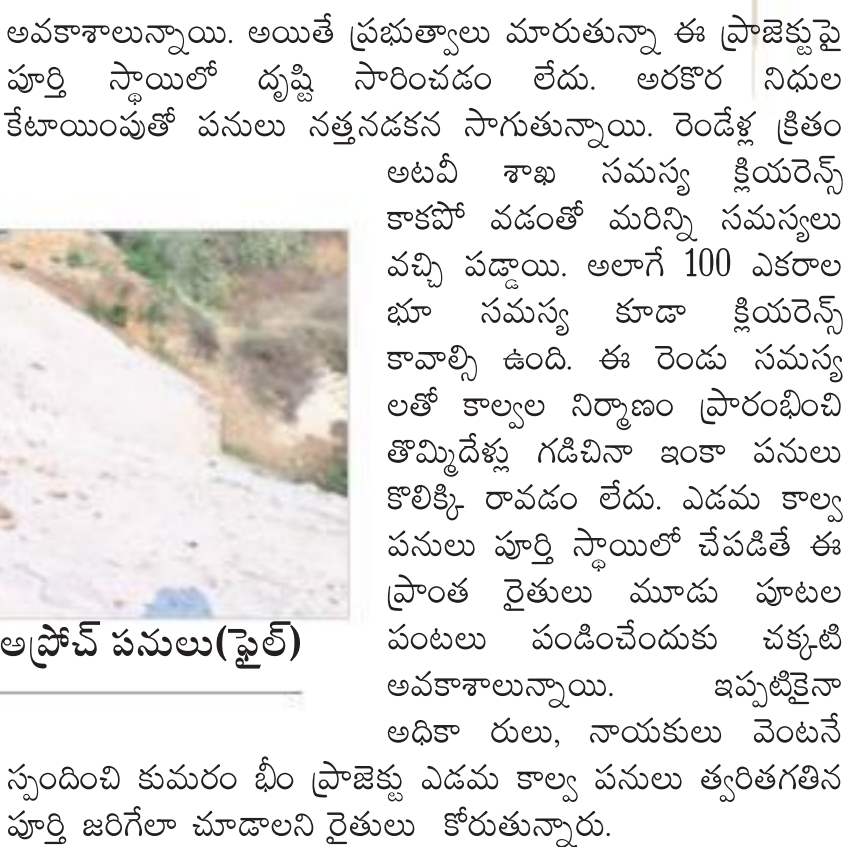 అవకాశాలున్నాయి. అయితే ప్రభుత్వాలు మారుతున్నా ఈ ప్రాజెక్టుపై
పూర్తి స్థాయిలో దృష్టి సారించడం లేదు. అరకొర నిధుల
కేటాయింపుతో పనులు నత్తనడకన సాగుతున్నాయి. రెండేళ్ల క్రితం
అటవీ శాఖ సమస్య క్లియరెన్స్
కాకపో వడంతో మరిన్ని సమస్యలు
వచ్చి పడ్డాయి. అలాగే 100 ఎకరాల
భూ సమస్య కూడా క్లియరెన్స్
కావాల్సి ఉంది. ఈ రెండు సమస్య
లతో కాల్వల నిర్మాణం ప్రారంభించి
తొమ్మిదేళ్లు గడిచినా ఇంకా పనులు
కొలిక్కి రావడం లేదు. ఎడమ కాల్వ
పనులు పూర్తి స్థాయిలో చేపడితే ఈ
ప్రాంత రైతులు మూడు పూటల
పంటలు పండించేందుకు చక్కటి
అవకాశాలున్నాయి. ఇప్పటికైనా
అధికా రులు, నాయకులు వెంటనే
స్పందించి కుమరం భీం ప్రాజెక్టు ఎడమ కాల్వ పనులు త్వరితగతిన
పూర్తి జరిగేలా చూడాలని రైతులు కోరుతున్నారు.
అప్రోచ్ పనులు(ఫైల్)